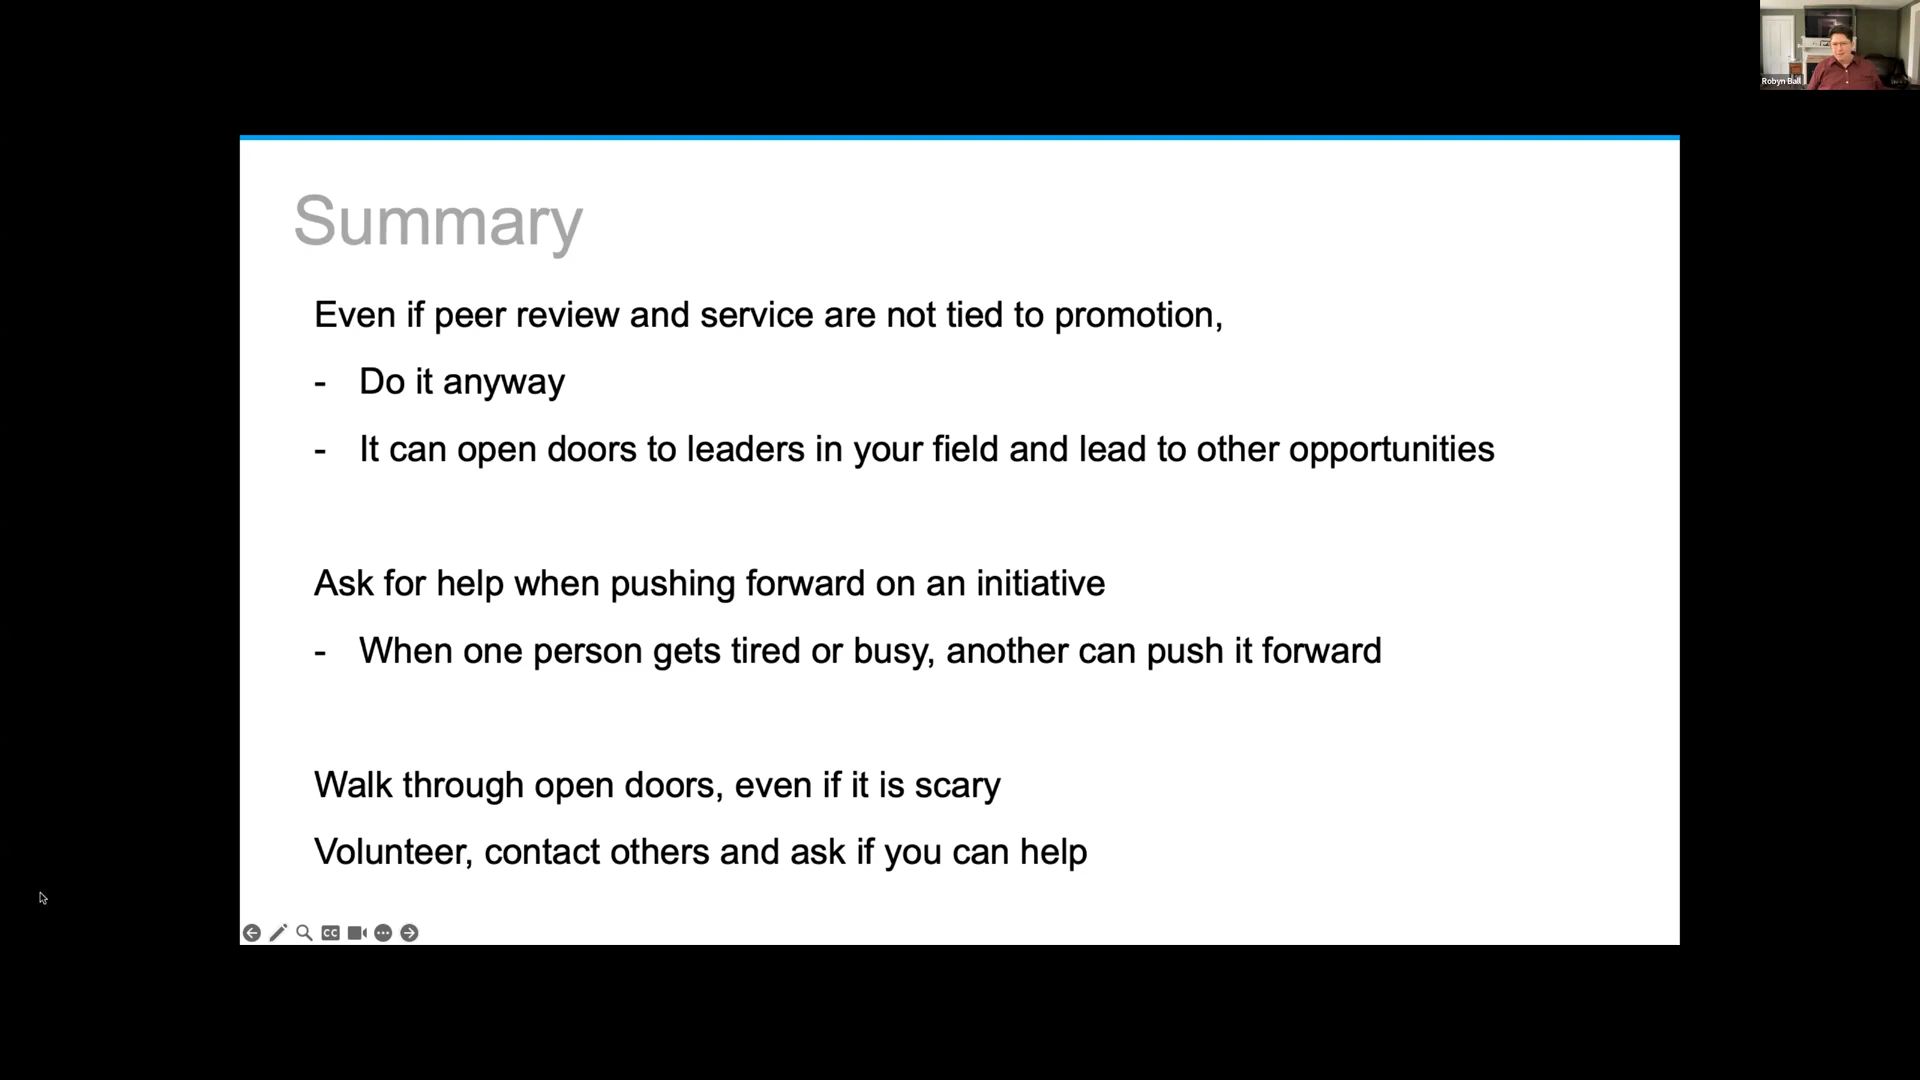 Robyn Ball
Summary
Even if peer review and service are not tied to promotion,
- Do it anyway
- It can open doors to leaders in your field and lead to other opportunities
Ask for help when pushing forward on an initiative
- When one person gets tired or busy, another can push it forward
Walk through open doors, even if it is scary
Volunteer, contact others and ask if you can help
CC